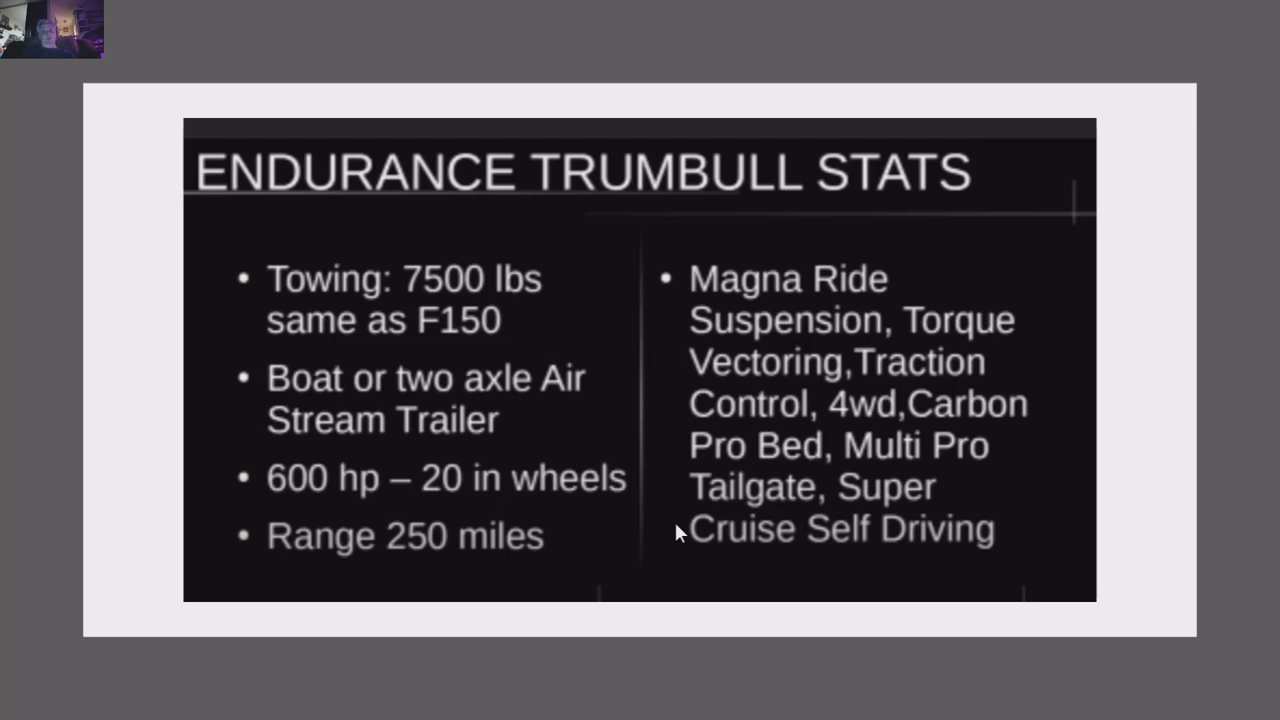 ENDURANCE TRUMBULL STATS
• Towing: 7500 lbs
same as F150
• Boat or two axle Air
Stream Trailer
• 600 hp – 20 in wheels
• Range 250 miles
• Magna Ride
Suspension, Torque
Vectoring,Traction
Control, 4wd,Carbon
Pro Bed, Multi Pro
Tailgate, Super
Cruise Self Driving